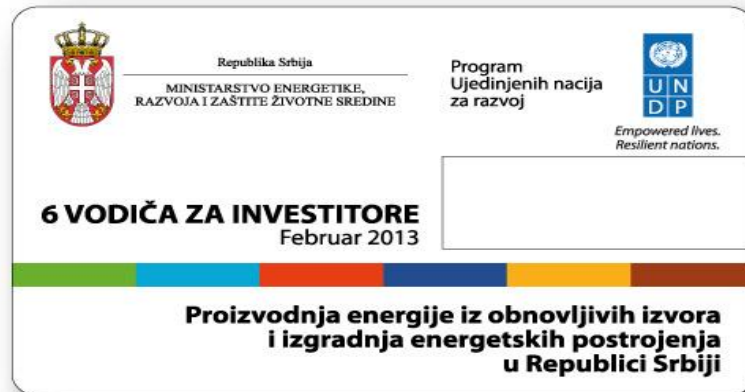 Republika Srbija
MINISTARSTVO ENERGETIKE,
RAZVOJA I ZAŠTITE ŽIVOTNE SREDINE
Program
Ujedinjenih nacija
za razvoj
U N
D P
Empowered lives.
Resilient nations.
6 VODIČA ZA INVESTITORE
Februar 2013
Proizvodnja energije iz obnovljivih izvora
i izgradnja energetskih postrojenja
u Republici Srbiji